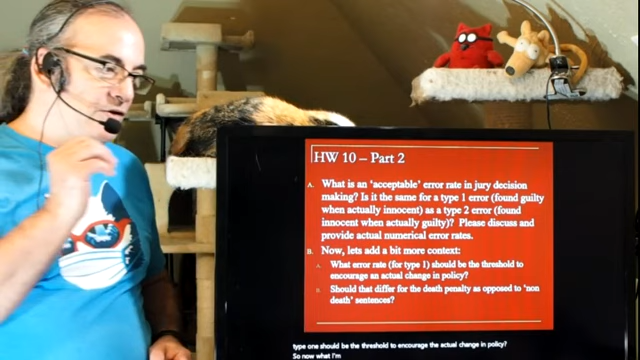 HW 10 – Part 2
A. What is an ‘acceptable’ error rate in jury decision
making? Is it the same for a type 1 error (found guilty
when actually innocent) as a type 2 error (found
innocent when actually guilty)? Please discuss and
provide actual numerical error rates.
B. Now, lets add a bit more context:
A. What error rate (for type 1) should be the threshold to
encourage an actual change in policy?
B. Should that differ for the death penalty as opposed to ‘non
death’ sentences?
type one should be the threshold to encourage the actual change in policy?
So now what I'm